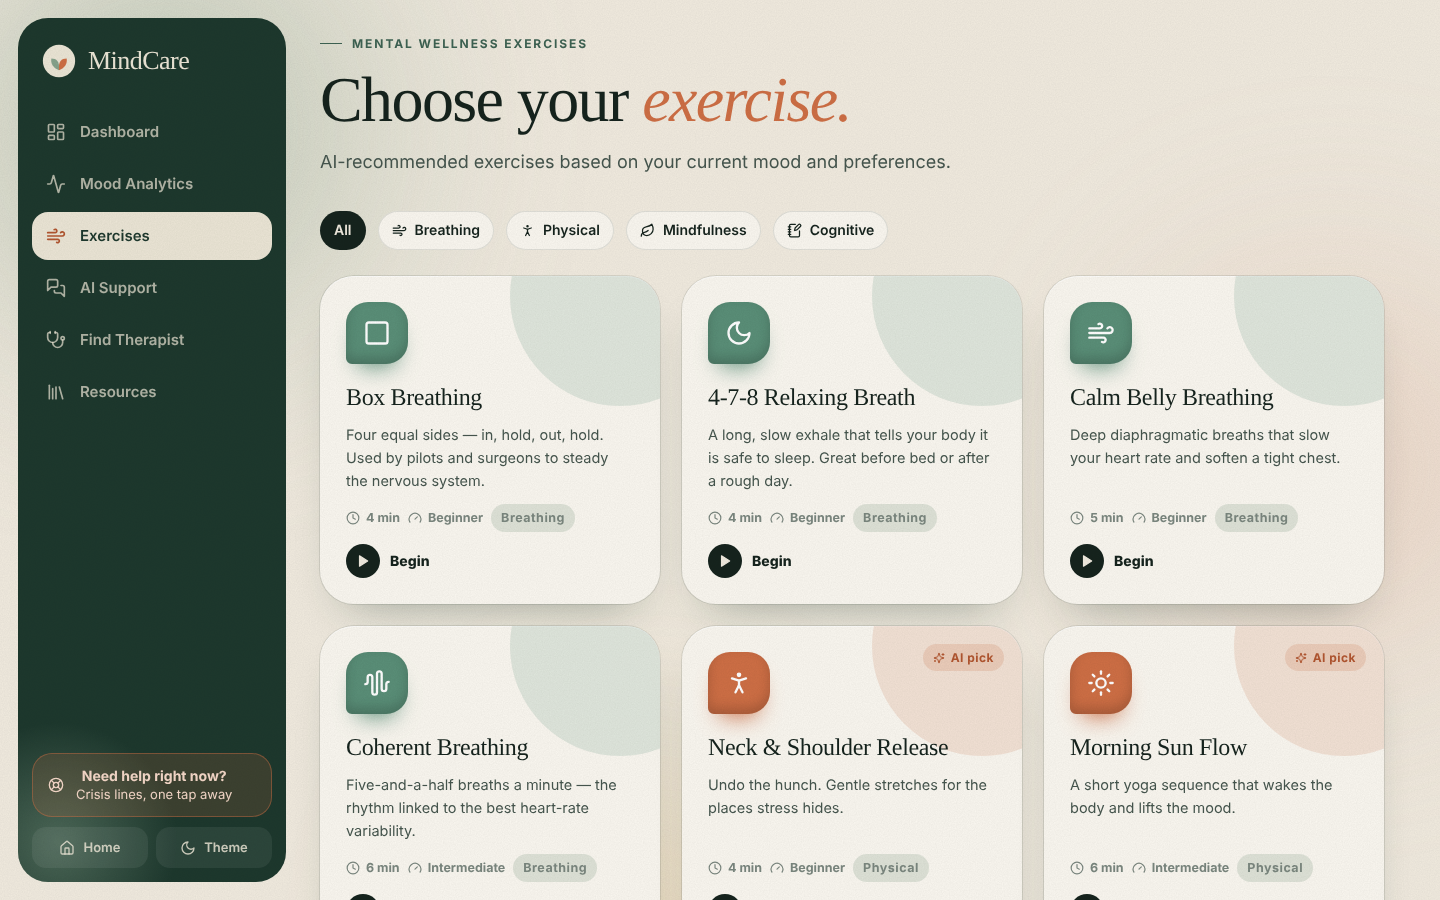 MindCare
Dashboard
Mood Analytics
Exercises
AI Support
Find Therapist
Resources
Need help right now?
Crisis lines, one tap away
Home
Theme
MENTAL WELLNESS EXERCISES
Choose your exercise.
AI-recommended exercises based on your current mood and preferences.
All
Breathing
Physical
Mindfulness
Cognitive
Box Breathing
Four equal sides — in, hold, out, hold.
Used by pilots and surgeons to steady
the nervous system.
4 min
Beginner
Breathing
Begin
4-7-8 Relaxing Breath
A long, slow exhale that tells your body it
is safe to sleep. Great before bed or after
a rough day.
4 min
Beginner
Breathing
Begin
Calm Belly Breathing
Deep diaphragmatic breaths that slow
your heart rate and soften a tight chest.
5 min
Beginner
Breathing
Begin
Coherent Breathing
Five-and-a-half breaths a minute — the
rhythm linked to the best heart-rate
variability.
6 min
Intermediate
Breathing
AI pick
Neck & Shoulder Release
Undo the hunch. Gentle stretches for the
places stress hides.
4 min
Beginner
Physical
AI pick
Morning Sun Flow
A short yoga sequence that wakes the
body and lifts the mood.
6 min
Intermediate
Physical